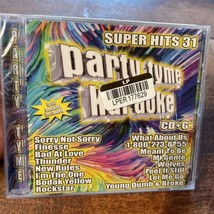 SUPER HITS 31
party tyme
karaoke
PARTY TYME
LP
LPER177629
CD+G
Sorry Not Sorry
Finesse
Bad At Love
Thunder
New Rules
I'm The One
Bodak Yellow
Rockstar
What About Us
1-800-273-8255
Meant To Be
Mi Gente
Wolves
Feel It Still
Let Go
Young Dumb & Broke